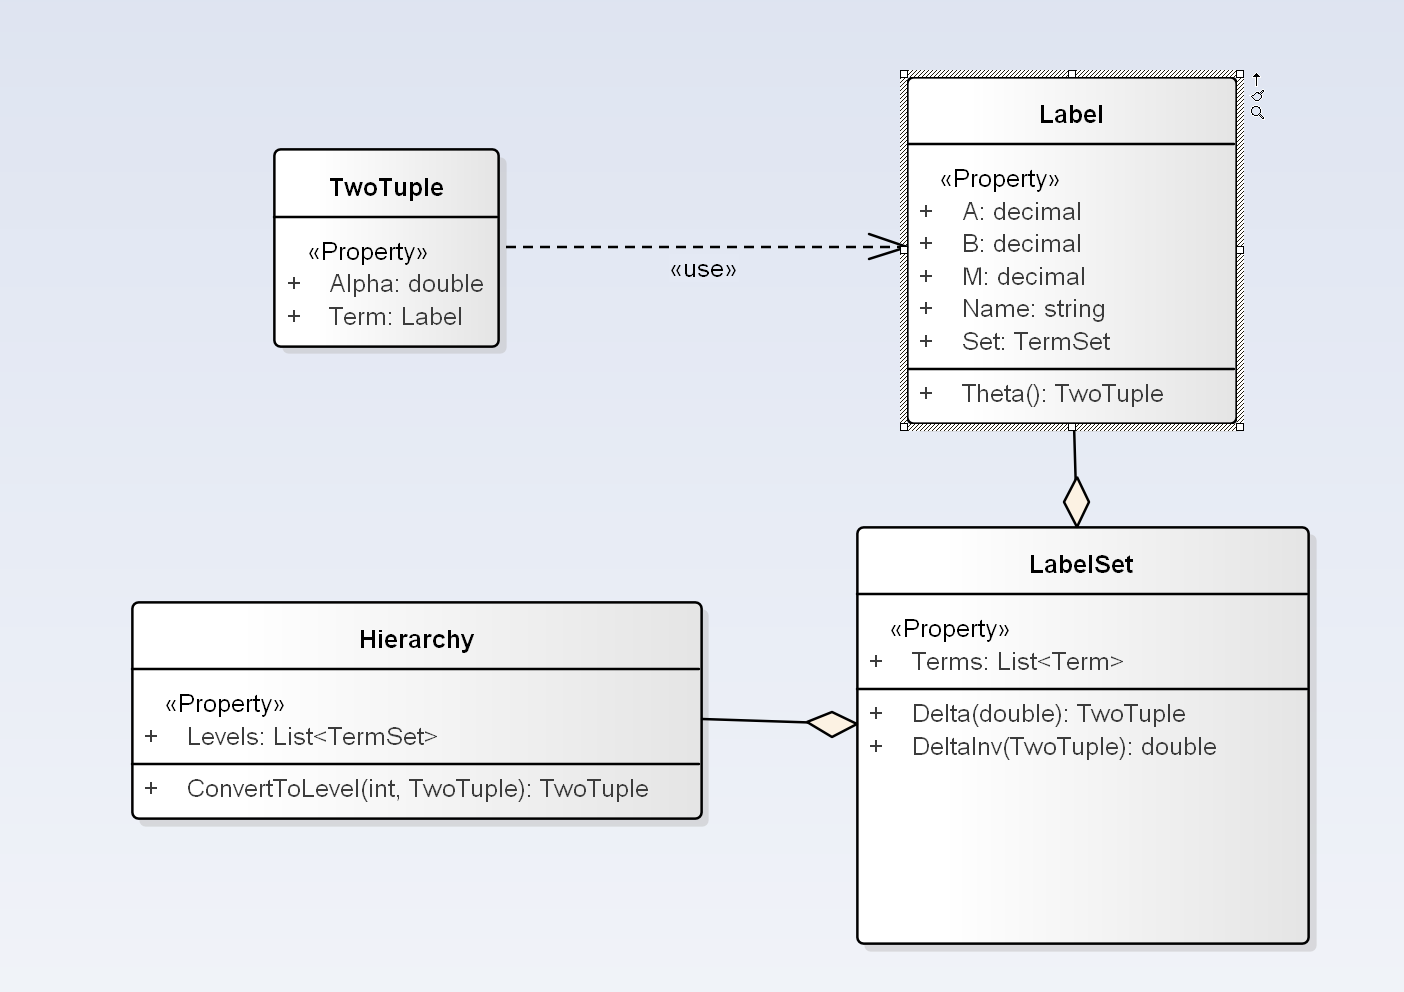 TwoTuple
«Property»
+ Alpha: double
+ Term: Label
«use»
Label
«Property»
+ A: decimal
+ B: decimal
+ M: decimal
+ Name: string
+ Set: TermSet
+ Theta(): TwoTuple
Hierarchy
«Property»
+ Levels: List<TermSet>
+ ConvertToLevel(int, TwoTuple): TwoTuple
LabelSet
«Property»
+ Terms: List<Term>
+ Delta(double): TwoTuple
+ DeltaInv(TwoTuple): double